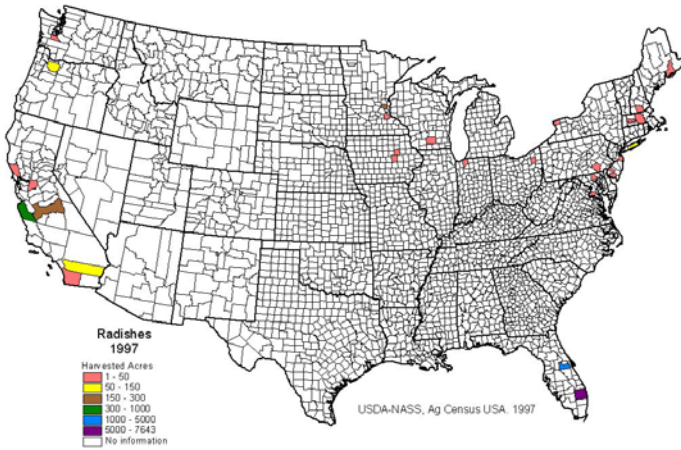 Radishes
1997
Harvested Acres
1 - 50
50 - 150
150 - 300
300 - 1000
1000 - 5000
5000 - 7643
No information
USDA-NASS, Ag Census USA. 1997